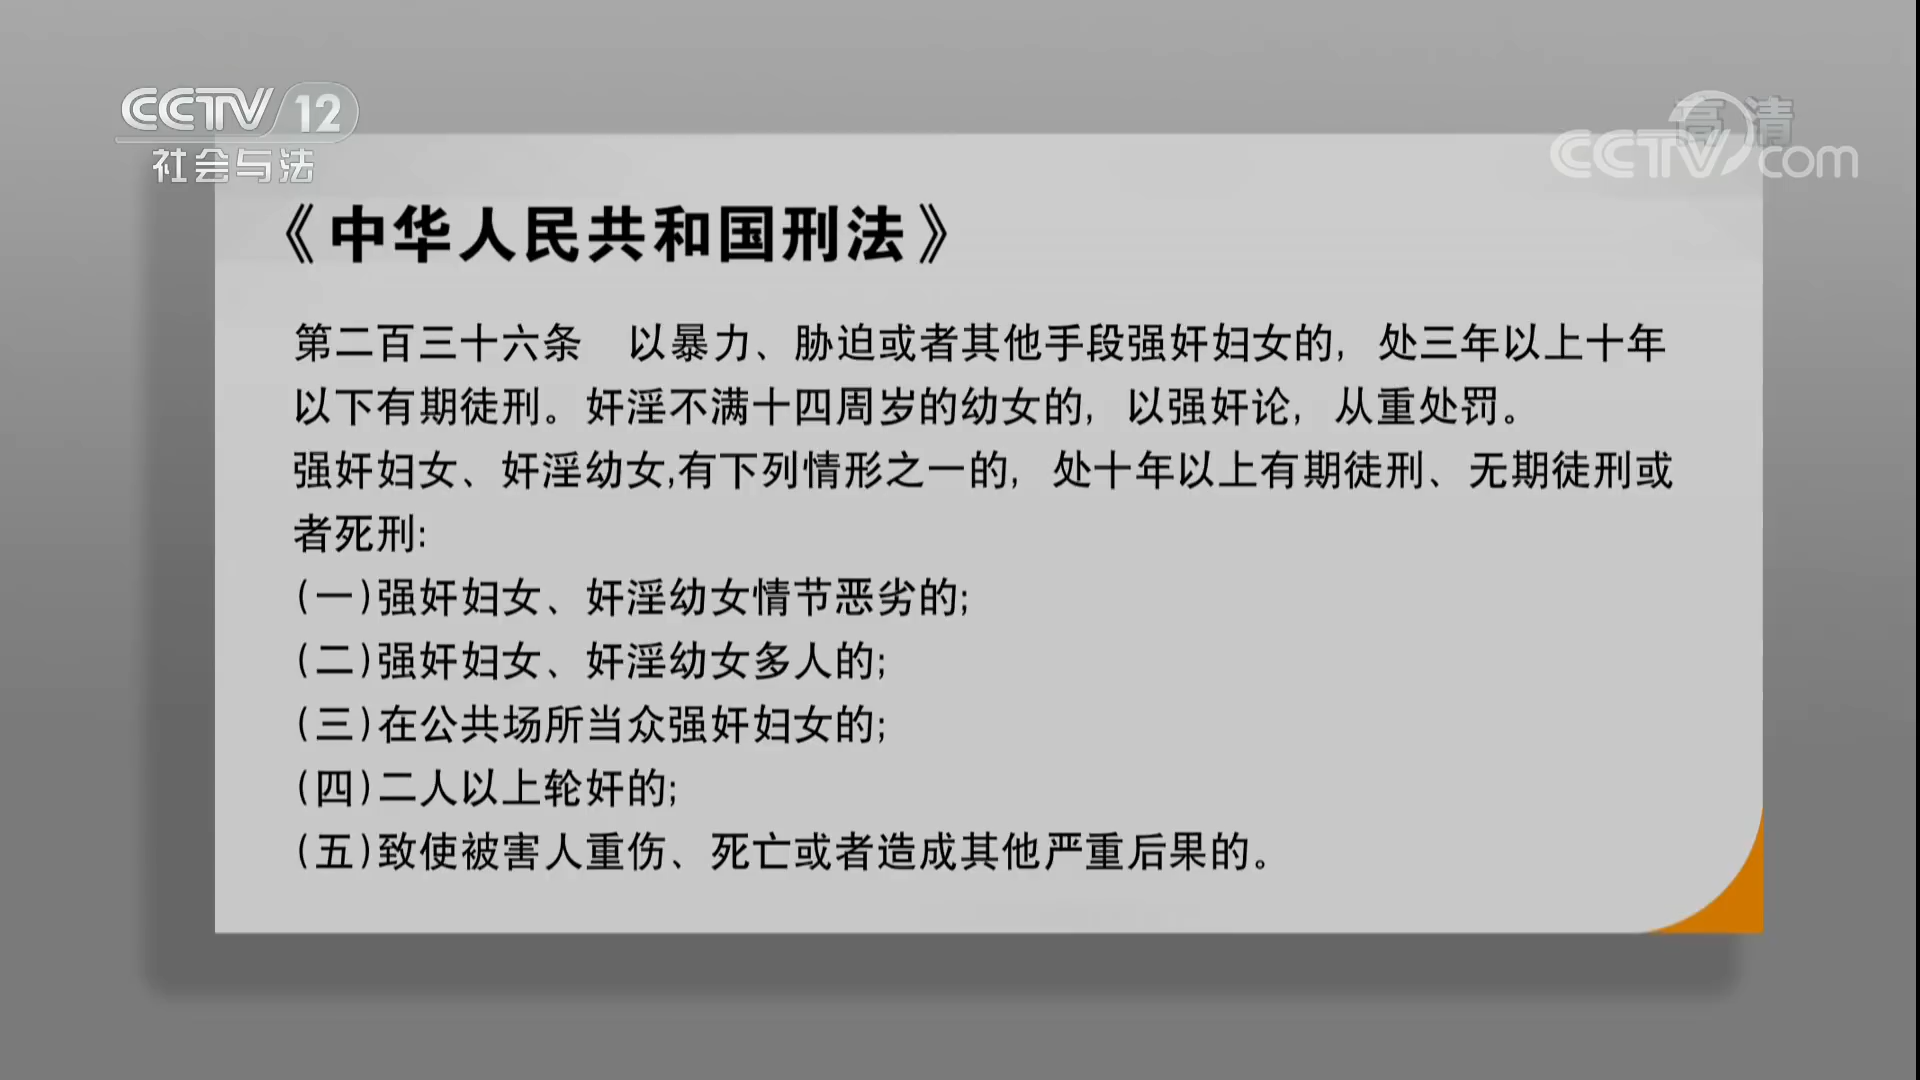 CCTV 12
社会与法
高清
CCTV.com
《中华人民共和国刑法》
第二百三十六条 以暴力、胁迫或者其他手段强奸妇女的，处三年以上十年
以下有期徒刑。奸淫不满十四周岁的幼女的，以强奸论，从重处罚。
强奸妇女、奸淫幼女,有下列情形之一的，处十年以上有期徒刑、无期徒刑或
者死刑:
(一)强奸妇女、奸淫幼女情节恶劣的;
(二)强奸妇女、奸淫幼女多人的;
(三)在公共场所当众强奸妇女的;
(四)二人以上轮奸的;
(五)致使被害人重伤、死亡或者造成其他严重后果的。